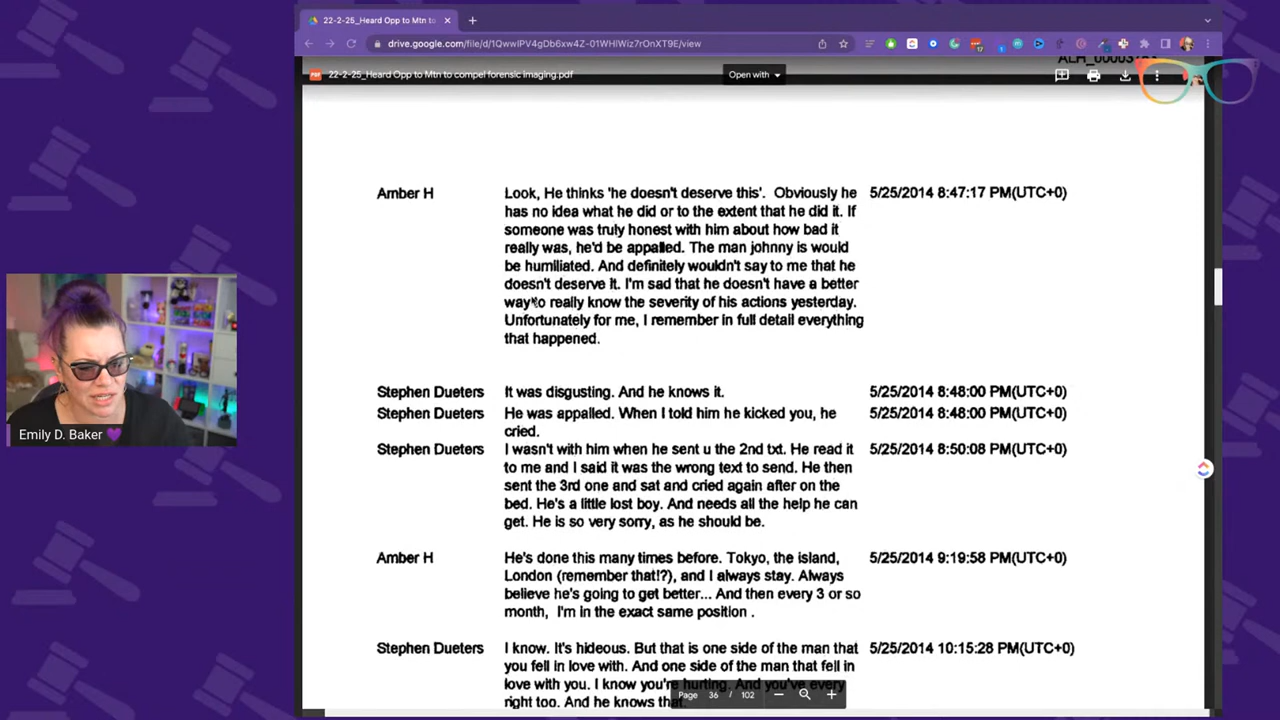 22-2-25_Heard Opp to Mtn to
drive.google.com/file/d/1QwwlPV4gDb6xw4Z-01WHlWiz7rOnXT9E/view
22-2-25_Heard Opp to Mtn to compel forensic imaging.pdf
Open with
Amber H
Look, He thinks 'he doesn't deserve this'. Obviously he
5/25/2014 8:47:17 PM(UTC+0)
has no idea what he did or to the extent that he did it. If
someone was truly honest with him about how bad it
really was, he'd be appalled. The man johnny is would
be humiliated. And definitely wouldn't say to me that he
doesn't deserve it. I'm sad that he doesn't have a better
way to really know the severity of his actions yesterday.
Unfortunately for me, I remember in full detail everything
that happened.
Stephen Dueters
It was disgusting. And he knows it.
5/25/2014 8:48:00 PM(UTC+0)
Stephen Dueters
He was appalled. When I told him he kicked you, he
5/25/2014 8:48:00 PM(UTC+0)
cried.
Stephen Dueters
I wasn't with him when he sent u the 2nd txt. He read it
5/25/2014 8:50:08 PM(UTC+0)
to me and I said it was the wrong text to send. He then
sent the 3rd one and sat and cried again after on the
bed. He's a little lost boy. And needs all the help he can
get. He is so very sorry, as he should be.
Amber H
He's done this many times before. Tokyo, the island,
5/25/2014 9:19:58 PM(UTC+0)
London (remember that!?), and I always stay. Always
believe he's going to get better... And then every 3 or so
month, I'm in the exact same position .
Stephen Dueters
I know. It's hideous. But that is one side of the man that
5/25/2014 10:15:28 PM(UTC+0)
you fell in love with. And one side of the man that fell in
love with you. I know you're hurting. And you've every
right too. And he knows that
Page 36 / 102
Emily D. Baker